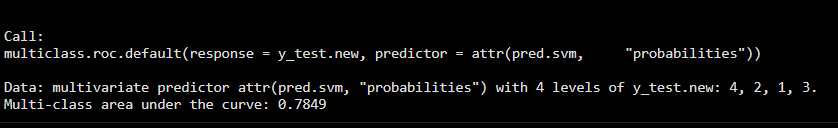 Call:
multiclass.roc.default(response = y_test.new, predictor = attr(pred.svm,     "probabilities"))
Data: multivariate predictor attr(pred.svm, "probabilities") with 4 levels of y_test.new: 4, 2, 1, 3.
Multi-class area under the curve: 0.7849